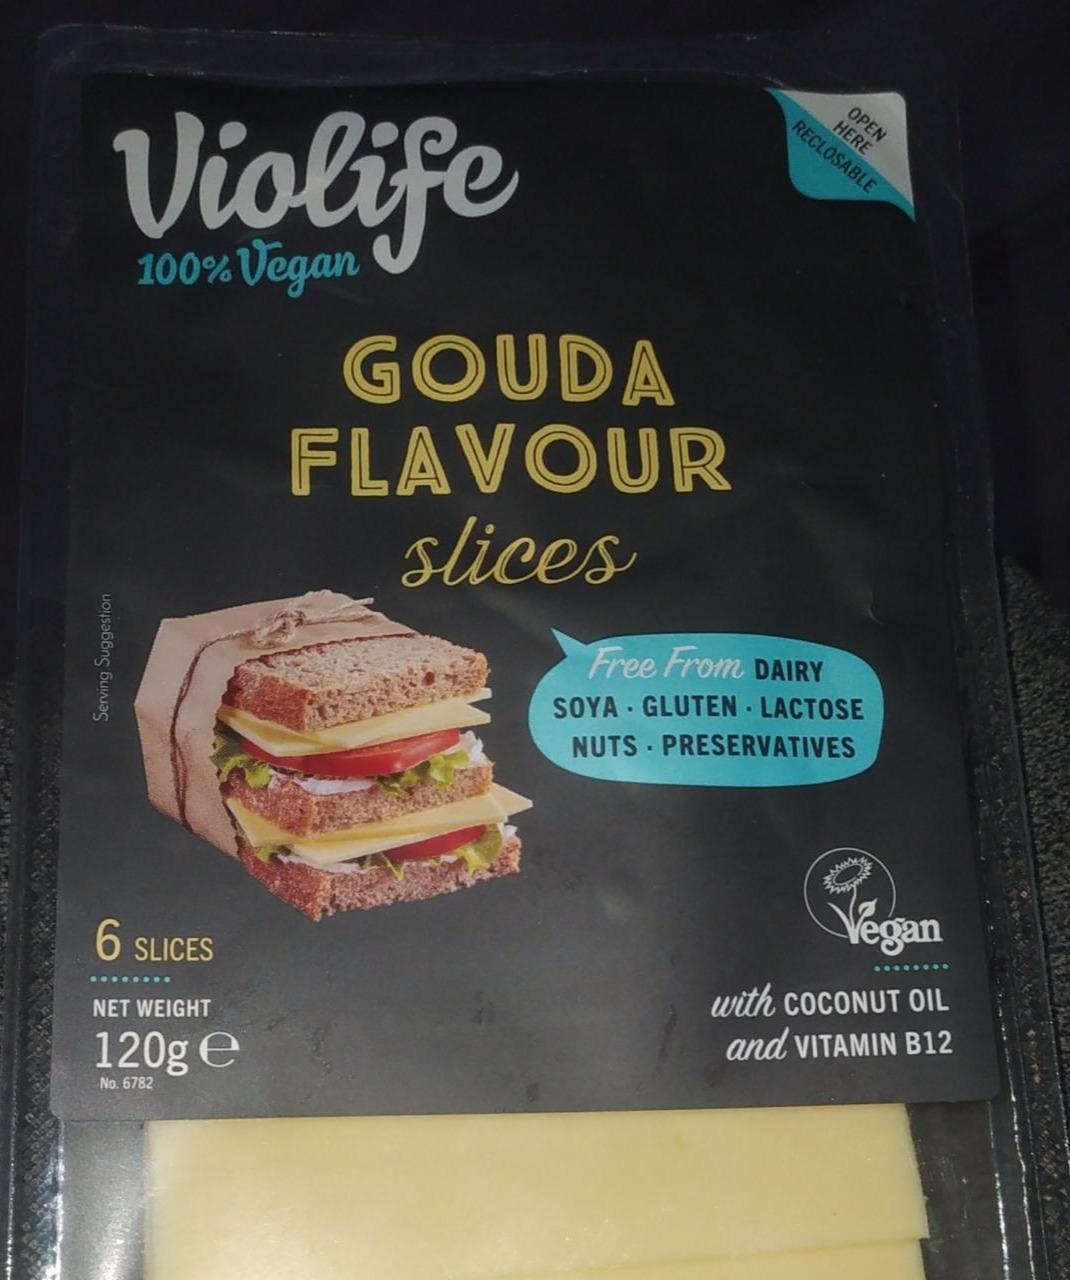 Violife
100% Vegan
OPEN
HERE
RECLOSABLE
GOUDA
FLAVOUR
slices
Serving Suggestion
Free From DAIRY
SOYA · GLUTEN · LACTOSE
NUTS · PRESERVATIVES
6 SLICES
NET WEIGHT
120g e
No. 6782
Vegan
with COCONUT OIL
and VITAMIN B12